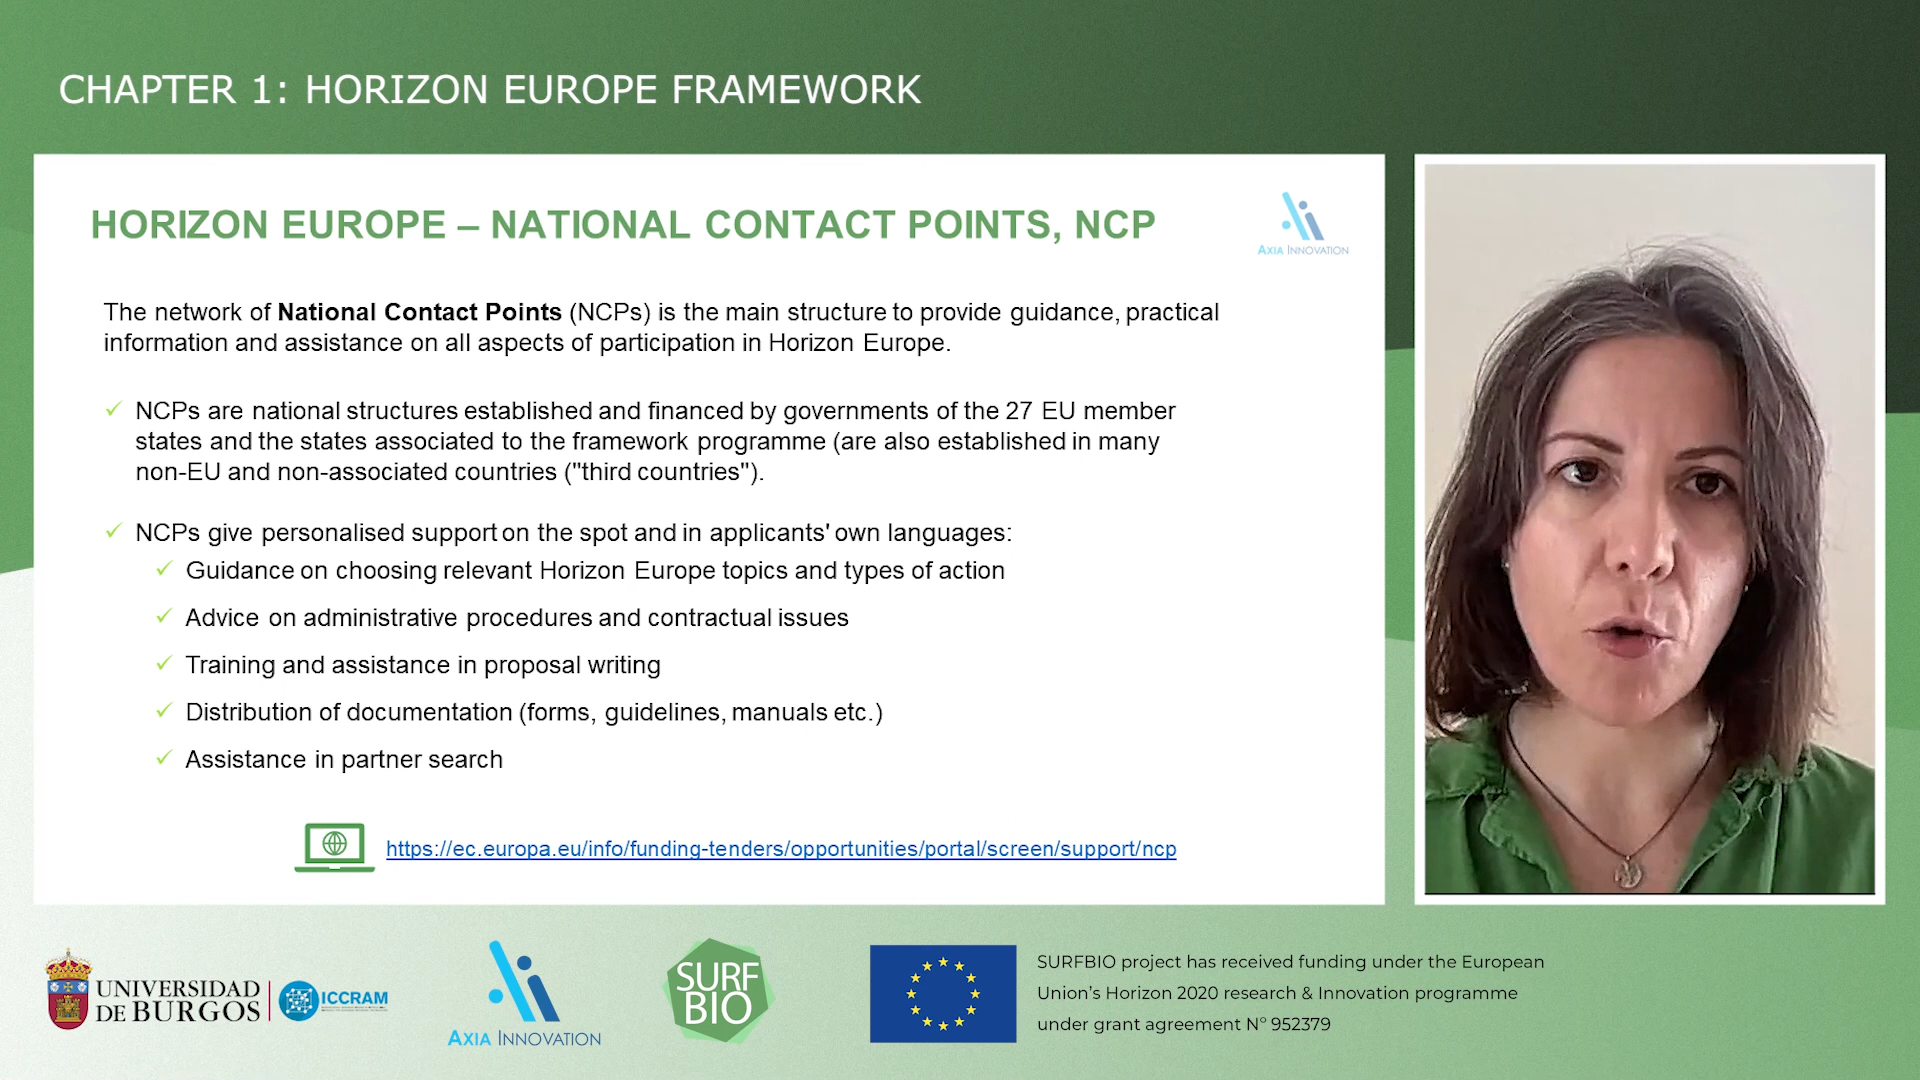 CHAPTER 1: HORIZON EUROPE FRAMEWORK
HORIZON EUROPE – NATIONAL CONTACT POINTS, NCP
AXIA INNOVATION
The network of National Contact Points (NCPs) is the main structure to provide guidance, practical
information and assistance on all aspects of participation in Horizon Europe.
✓ NCPs are national structures established and financed by governments of the 27 EU member
states and the states associated to the framework programme (are also established in many
non-EU and non-associated countries ("third countries").
✓ NCPs give personalised support on the spot and in applicants' own languages:
✓ Guidance on choosing relevant Horizon Europe topics and types of action
✓ Advice on administrative procedures and contractual issues
✓ Training and assistance in proposal writing
✓ Distribution of documentation (forms, guidelines, manuals etc.)
✓ Assistance in partner search
https://ec.europa.eu/info/funding-tenders/opportunities/portal/screen/support/ncp
UNIVERSIDAD
DE BURGOS
ICCRAM
AXIA INNOVATION
SURF
BIO
SURFBIO project has received funding under the European
Union's Horizon 2020 research & Innovation programme
under grant agreement Nº 952379